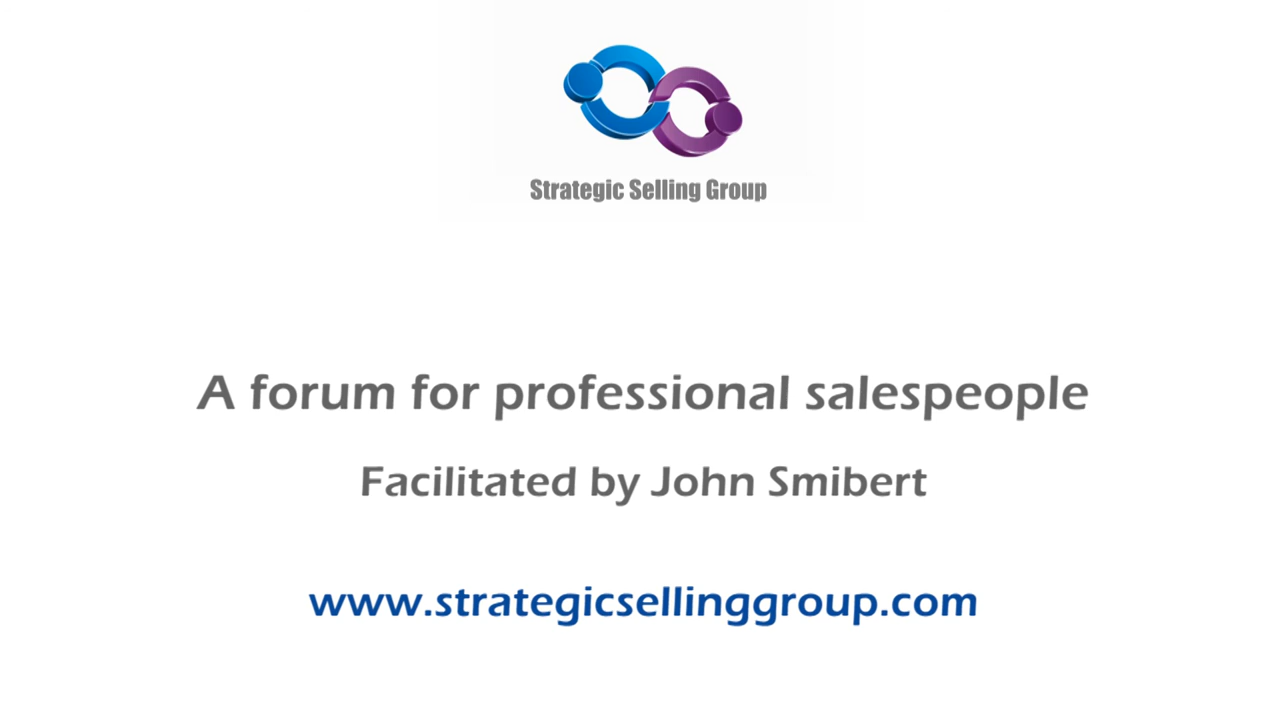 Strategic Selling Group
A forum for professional salespeople
Facilitated by John Smibert
www.strategicsellinggroup.com